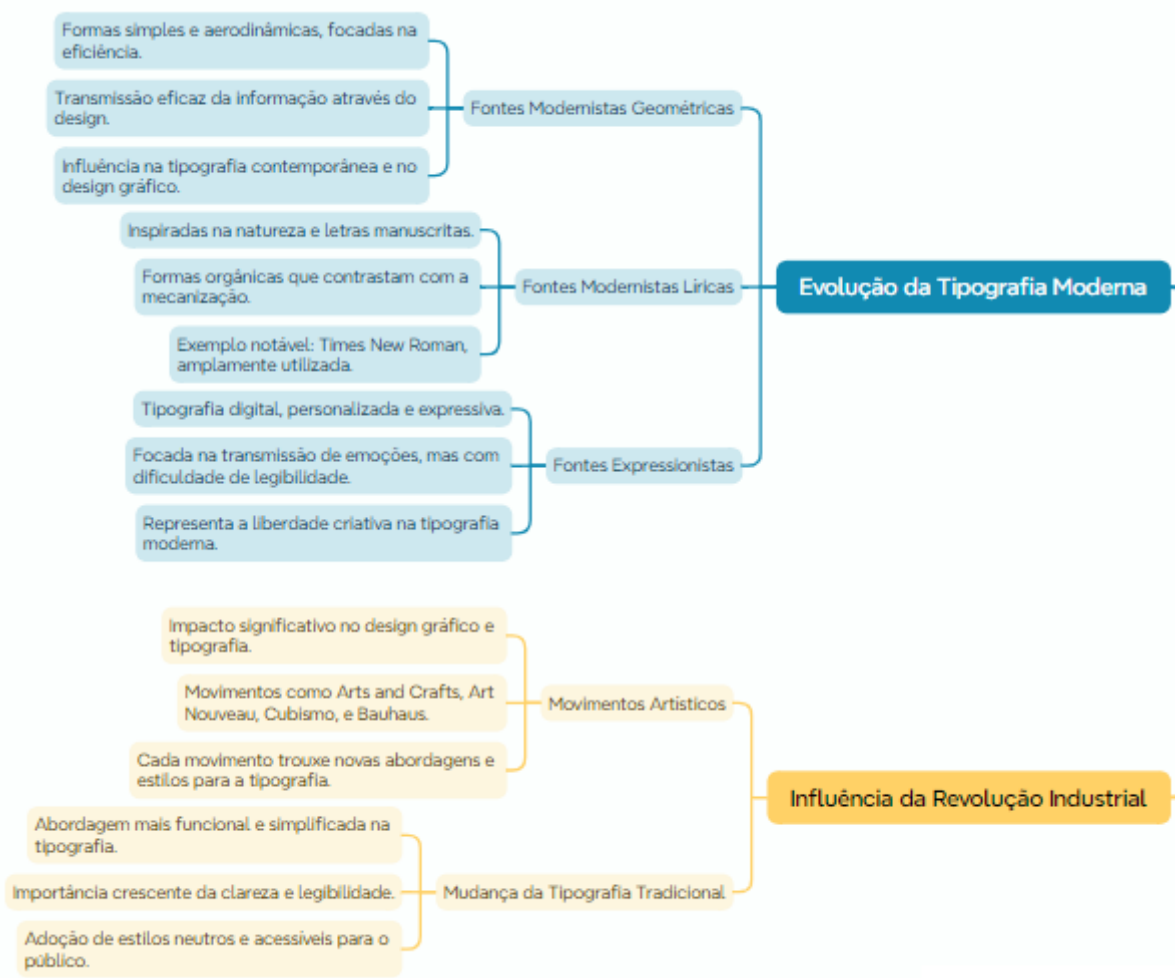 Formas simples e aerodinâmicas, focadas na
eficiência.
Transmissão eficaz da informação através do
design.
Fontes Modernistas Geométricas
Influência na tipografia contemporânea e no
design gráfico.
Inspiradas na natureza e letras manuscritas.
Formas orgânicas que contrastam com a
mecanização.
Fontes Modernistas Líricas
Evolução da Tipografia Moderna
Exemplo notável: Times New Roman,
amplamente utilizada.
Tipografia digital, personalizada e expressiva.
Focada na transmissão de emoções, mas com
dificuldade de legibilidade.
Fontes Expressionistas
Representa a liberdade criativa na tipografia
moderna.
Impacto significativo no design gráfico e
tipografia.
Movimentos como Arts and Crafts, Art
Nouveau, Cubismo, e Bauhaus.
Movimentos Artísticos
Cada movimento trouxe novas abordagens e
estilos para a tipografia.
Influência da Revolução Industrial
Abordagem mais funcional e simplificada na
tipografia.
Importância crescente da clareza e legibilidade.
Mudança da Tipografia Tradicional
Adoção de estilos neutros e acessíveis para o
público.